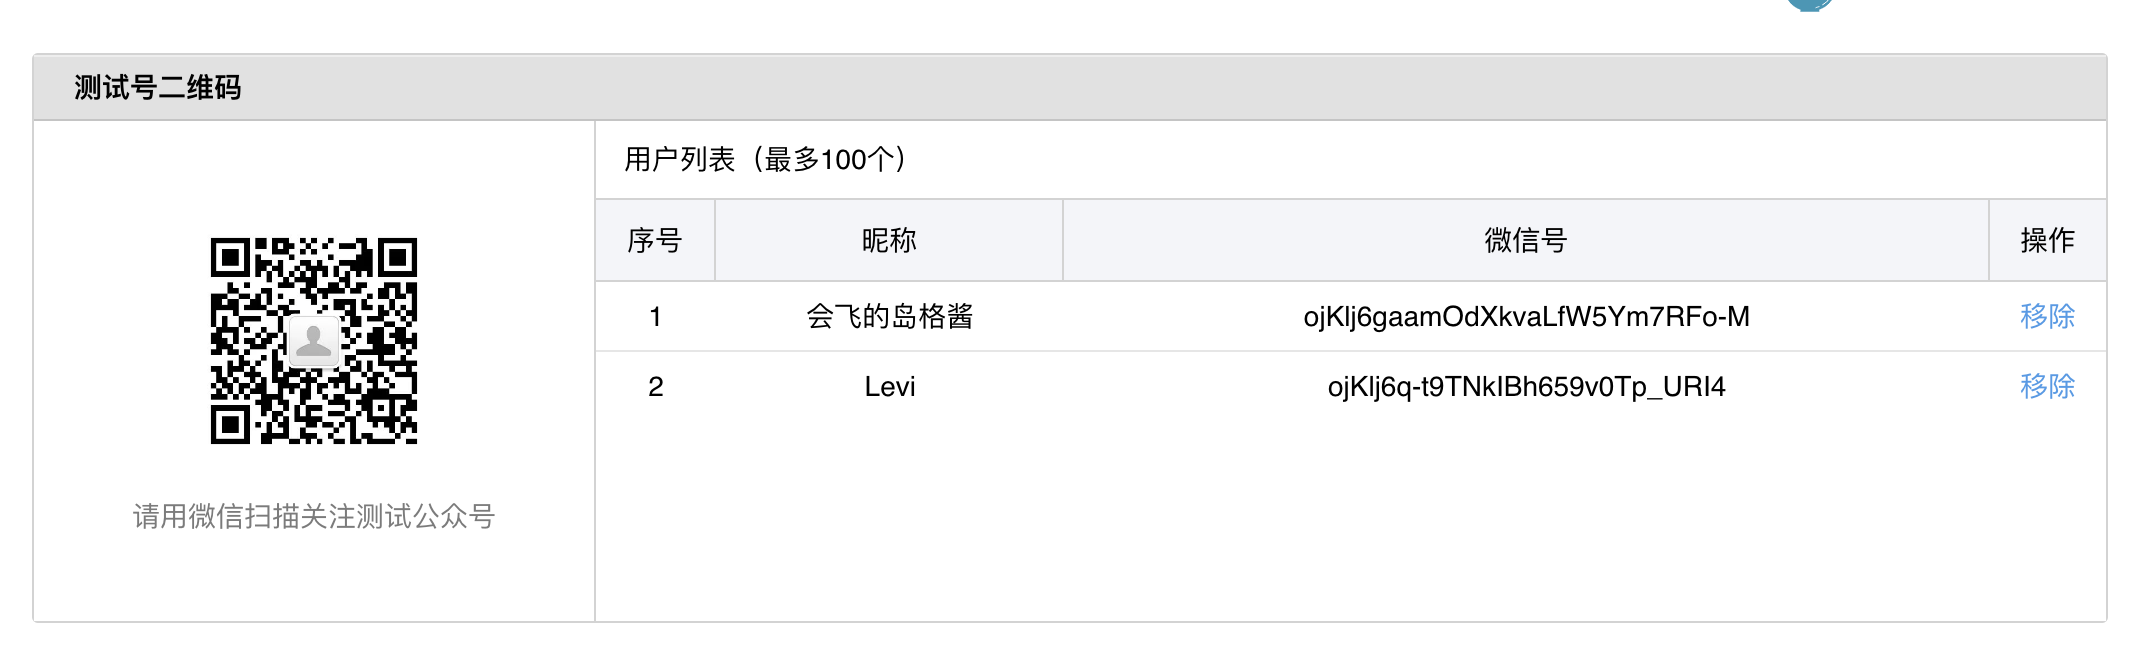 测试号二维码
用户列表（最多100个）
序号 昵称 微信号 操作
1 会飞的岛格酱 ojKlj6gaamOdXkvaLfW5Ym7RFo-M 移除
2 Levi ojKlj6q-t9TNkIBh659v0Tp_URI4 移除
请用微信扫描关注测试公众号